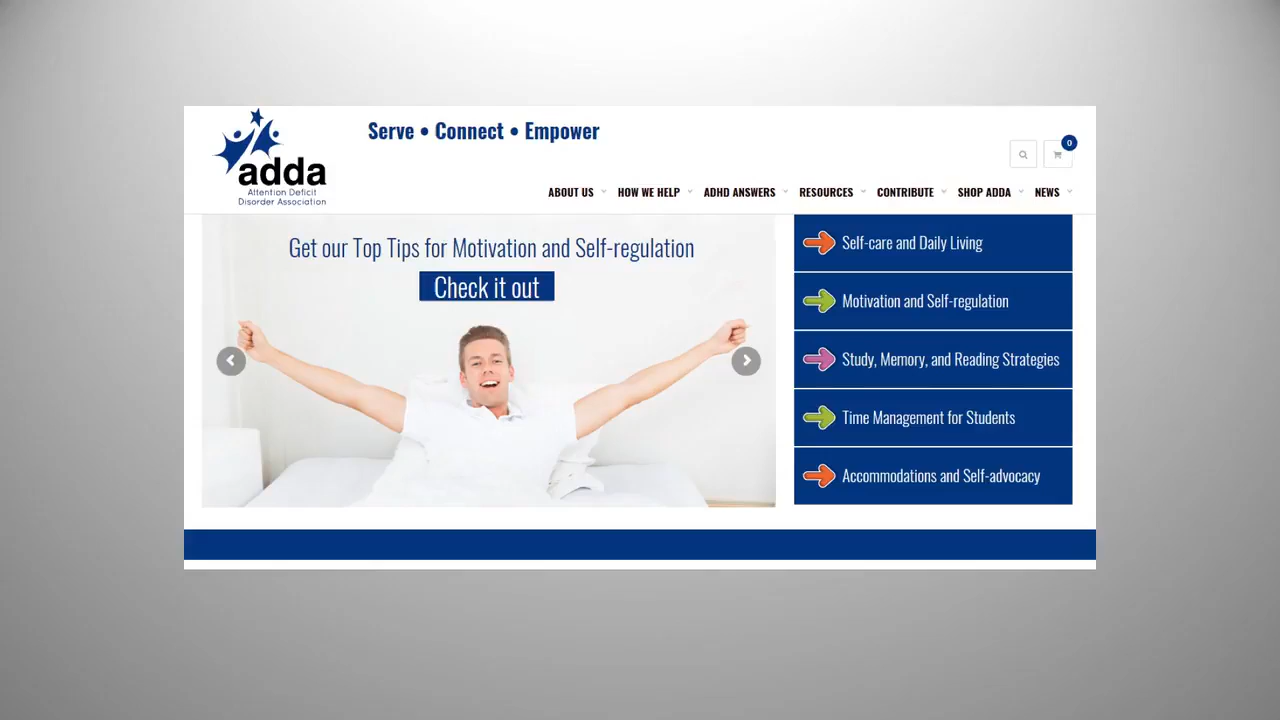 Serve • Connect • Empower
adda
Attention Deficit
Disorder Association
0
ABOUT US HOW WE HELP ADHD ANSWERS RESOURCES CONTRIBUTE SHOP ADDA NEWS
Get our Top Tips for Motivation and Self-regulation
Check it out
Self-care and Daily Living
Motivation and Self-regulation
Study, Memory, and Reading Strategies
Time Management for Students
Accommodations and Self-advocacy